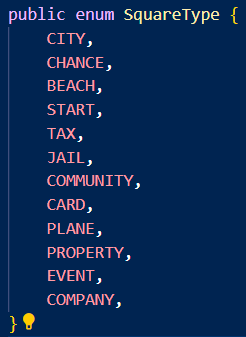 public enum SquareType {
CITY,
CHANCE,
BEACH,
START,
TAX,
JAIL,
COMMUNITY,
CARD,
PLANE,
PROPERTY,
EVENT,
COMPANY,
}